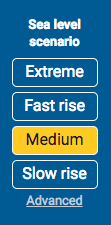 Sea level
scenario
Extreme
Fast rise
Medium
Slow rise
Advanced